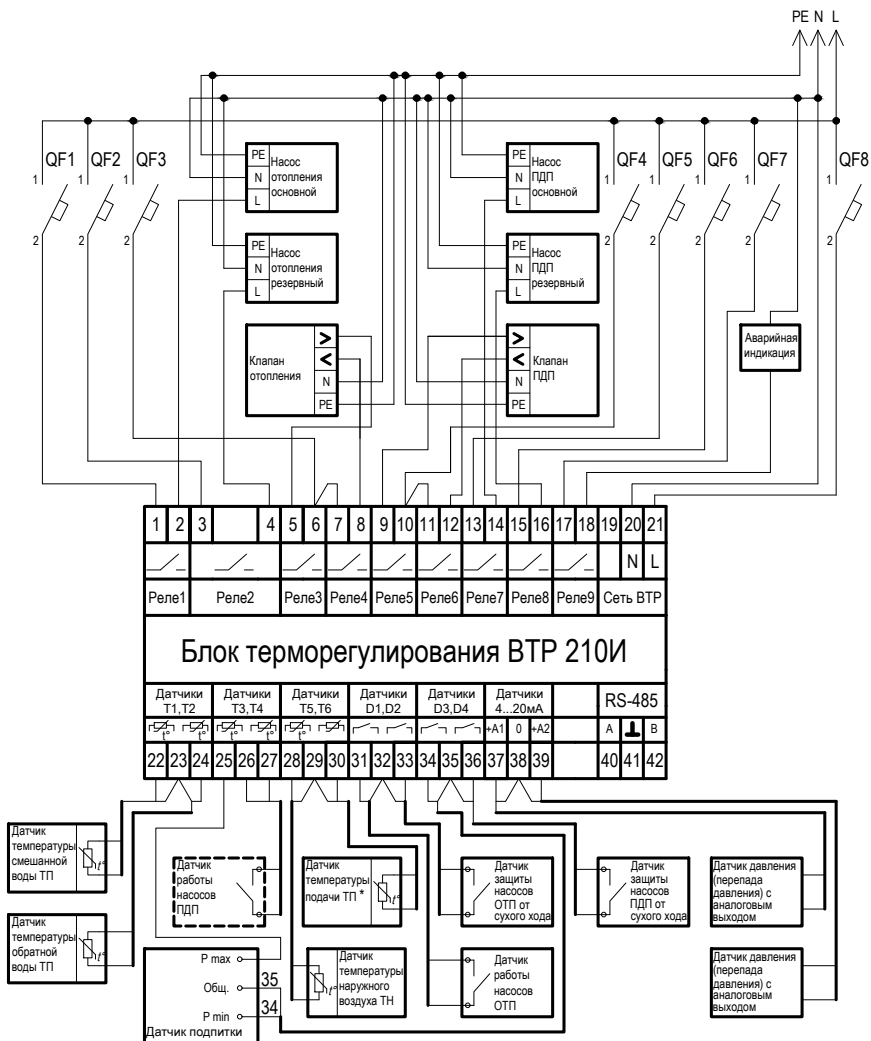 PE N L
QF1
QF2
QF3
QF4
QF5
QF6
QF7
QF8
1
2
1
2
1
2
1
2
1
2
1
2
1
2
1
2
PE
N
L
Насос
отопления
основной
PE
N
L
Насос
ПДП
основной
PE
N
L
Насос
отопления
резервный
PE
N
L
Насос
ПДП
резервный
Клапан
отопления
>
<
N
PE
>
<
N
PE
Клапан
ПДП
Аварийная
индикация
1 2 3 4 5 6 7 8 9 10 11 12 13 14 15 16 17 18 19 20 21
N L
Реле1 Реле2 Реле3 Реле4 Реле5 Реле6 Реле7 Реле8 Реле9 Сеть ВТР
Блок терморегулирования ВТР 210И
Датчики
T1,T2
Датчики
T3,T4
Датчики
T5,T6
Датчики
D1,D2
Датчики
D3,D4
Датчики
4...20мА
RS-485
t° t° t° t° t° t°
+A1 0 +A2
A B
22 23 24 25 26 27 28 29 30 31 32 33 34 35 36 37 38 39 40 41 42
Датчик
температуры
смешанной
воды ТП
t°
Датчик
работы
насосов
ПДП
Датчик
температуры
подачи ТП *
t°
Датчик
защиты
насосов
ОТП от
сухого хода
Датчик
защиты
насосов
ПДП от
сухого хода
Датчик давления
(перепада
давления) с
аналоговым
выходом
Датчик
температуры
обратной
воды ТП
t°
P max
Общ.
35
P min
34
Датчик подпитки
t°
Датчик
температуры
наружного
воздуха ТН
Датчик
работы
насосов
ОТП
Датчик давления
(перепада
давления) с
аналоговым
выходом